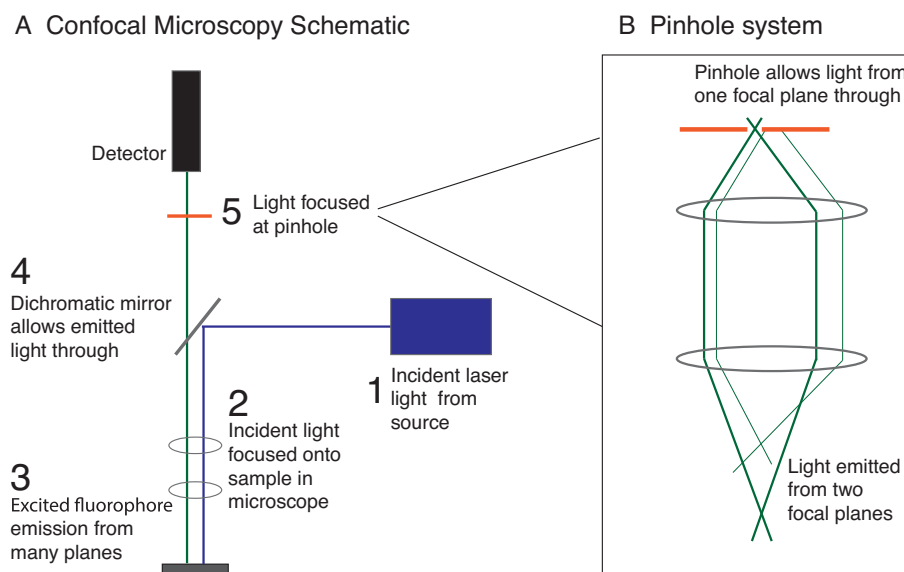 A Confocal Microscopy Schematic
Detector
5 Light focused
at pinhole
4
Dichromatic mirror
allows emitted
light through
1 Incident laser
light from
source
2
Incident light
focused onto
sample in
microscope
3
Excited fluorophore
emission from
many planes
B Pinhole system
Pinhole allows light from
one focal plane through
Light emitted
from two
focal planes